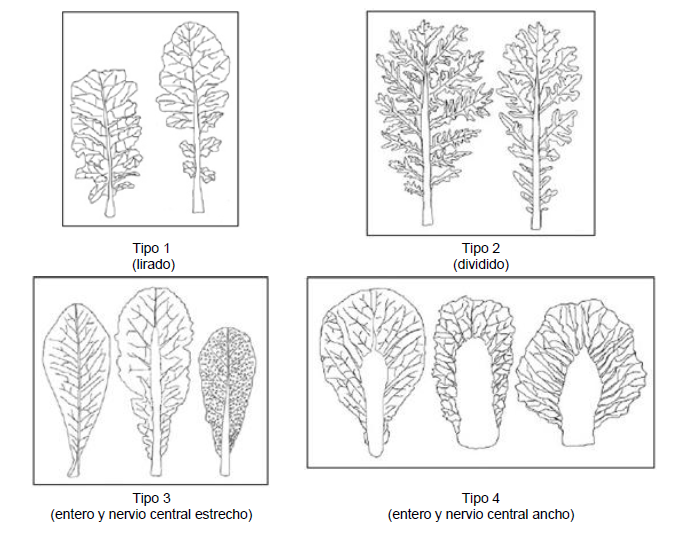 Tipo 1
(lirado)
Tipo 2
(dividido)
Tipo 3
(entero y nervio central estrecho)
Tipo 4
(entero y nervio central ancho)